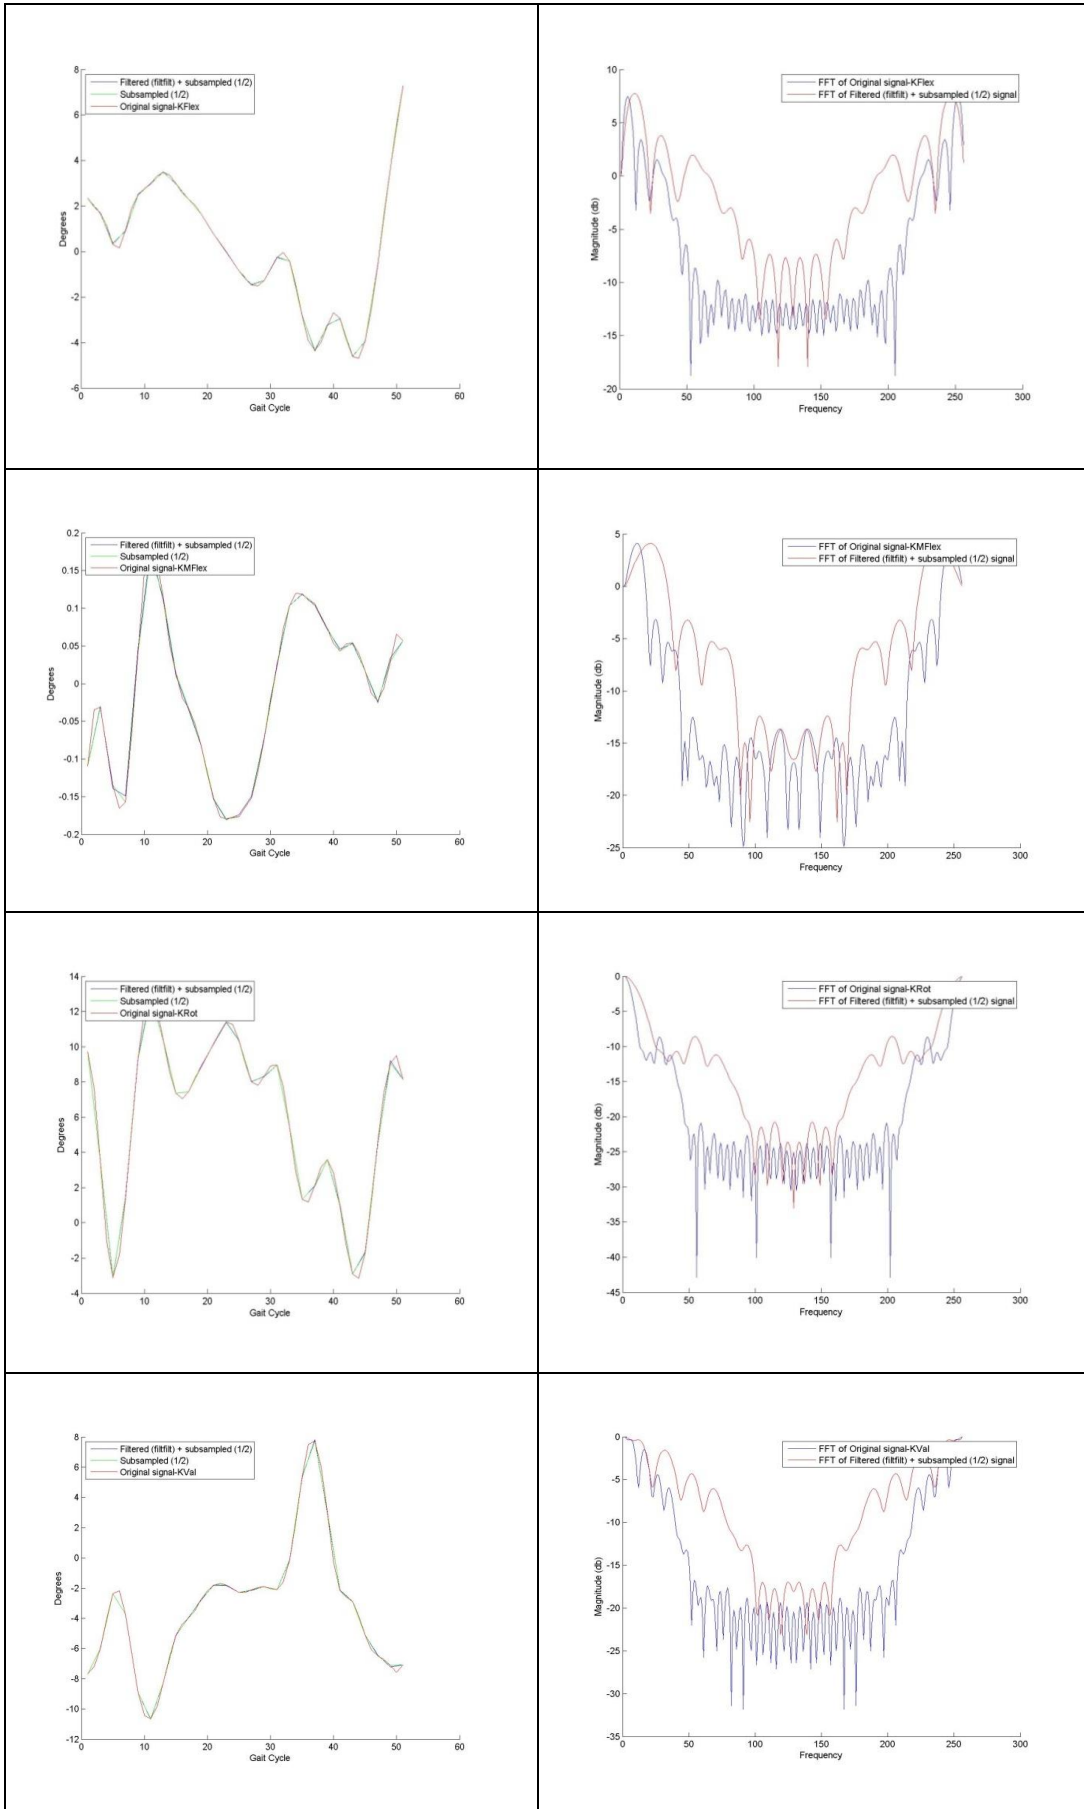 8
6
4
2
0
-2
-4
-6
Degrees
Filtered (filtfilt) + subsampled (1/2)
Subsampled (1/2)
Original signal-KFlex
0 10 20 30 40 50 60
Gait Cycle
10
5
0
-5
-10
-15
-20
Magnitude (db)
FFT of Original signal-KFlex
FFT of Filtered (filtfilt) + subsampled (1/2) signal
0 50 100 150 200 250 300
Frequency
0.2
0.15
0.1
0.05
0
-0.05
-0.1
-0.15
-0.2
Degrees
Filtered (filtfilt) + subsampled (1/2)
Subsampled (1/2)
Original signal-KMFlex
0 10 20 30 40 50 60
Gait Cycle
5
0
-5
-10
-15
-20
-25
Magnitude (db)
FFT of Original signal-KMFlex
FFT of Filtered (filtfilt) + subsampled (1/2) signal
0 50 100 150 200 250 300
Frequency
14
12
10
8
6
4
2
0
-2
-4
Degrees
Filtered (filtfilt) + subsampled (1/2)
Subsampled (1/2)
Original signal-KRot
0 10 20 30 40 50 60
Gait Cycle
0
-5
-10
-15
-20
-25
-30
-35
-40
-45
Magnitude (db)
FFT of Original signal-KRot
FFT of Filtered (filtfilt) + subsampled (1/2) signal
0 50 100 150 200 250 300
Frequency
8
6
4
2
0
-2
-4
-6
-8
-10
-12
Degrees
Filtered (filtfilt) + subsampled (1/2)
Subsampled (1/2)
Original signal-KVal
0 10 20 30 40 50 60
Gait Cycle
0
-5
-10
-15
-20
-25
-30
-35
Magnitude (db)
FFT of Original signal-KVal
FFT of Filtered (filtfilt) + subsampled (1/2) signal
0 50 100 150 200 250 300
Frequency